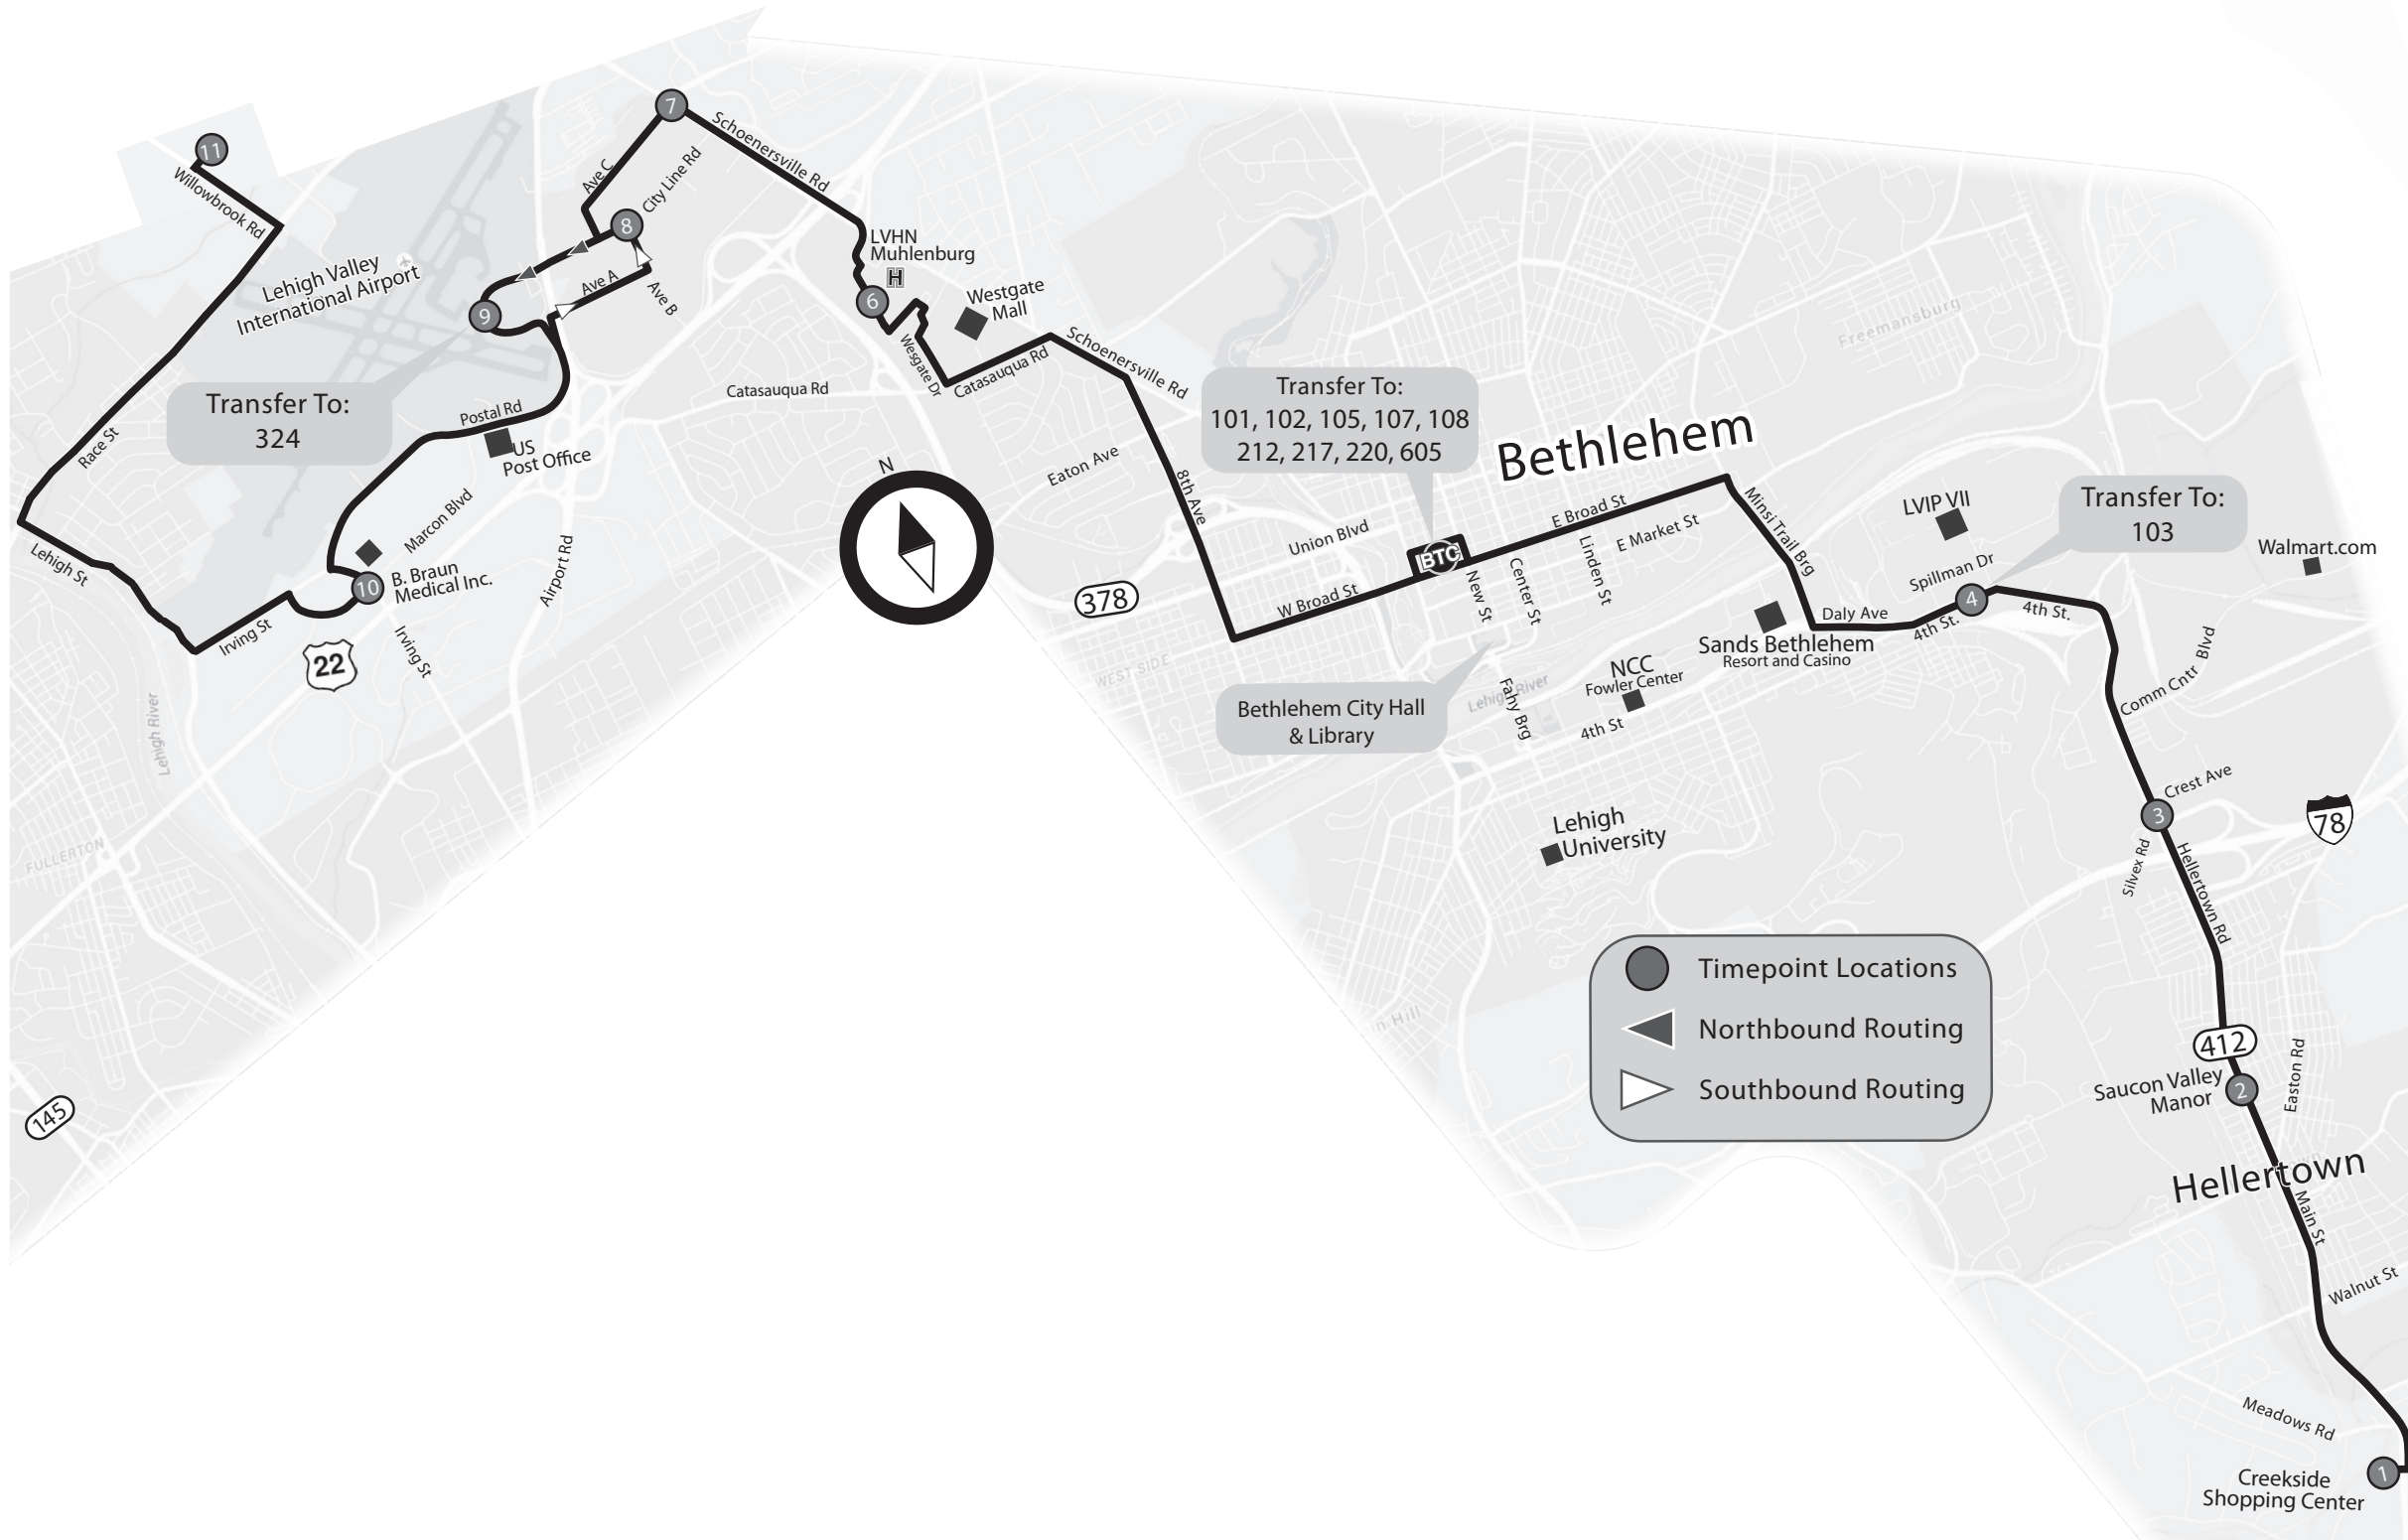 7
Schoenersville Rd
11
Willowbrook Rd
Ave C
City Line Rd
8
Lehigh Valley
International Airport
Ave A
Ave B
9
LVHN
Muhlenburg
H
6
Westgate
Mall
Wesgate Dr
Catasauqua Rd
Schoenersville Rd
Catasauqua Rd
Freemansburg
Transfer To:
324
Race St
Postal Rd
US
Post Office
Marcon Blvd
Lehigh St
10
B. Braun
Medical Inc.
Airport Rd
Irving St
Irving St
22
Lehigh River
FULLERTON
145
N
Eaton Ave
8th Ave
378
Transfer To:
101, 102, 105, 107, 108
212, 217, 220, 605
Bethlehem
Union Blvd
BTC
W Broad St
E Broad St
E Market St
New St
Center St
Linden St
Minsi Trail Brg
WEST SIDE
Bethlehem City Hall
& Library
Lehigh River
Fahy Brg
NCC
Fowler Center
4th St
Sands Bethlehem
Resort and Casino
Daly Ave
4th St.
LVIP VII
Spillman Dr
4
4th St.
Transfer To:
103
Walmart.com
Comm Cntr Blvd
Crest Ave
3
78
Silvex Rd
Hellertown Rd
Lehigh
University
Timepoint Locations
Northbound Routing
Southbound Routing
412
Saucon Valley
Manor
2
Easton Rd
Hellertown
Main St
Walnut St
Meadows Rd
1
Creekside
Shopping Center